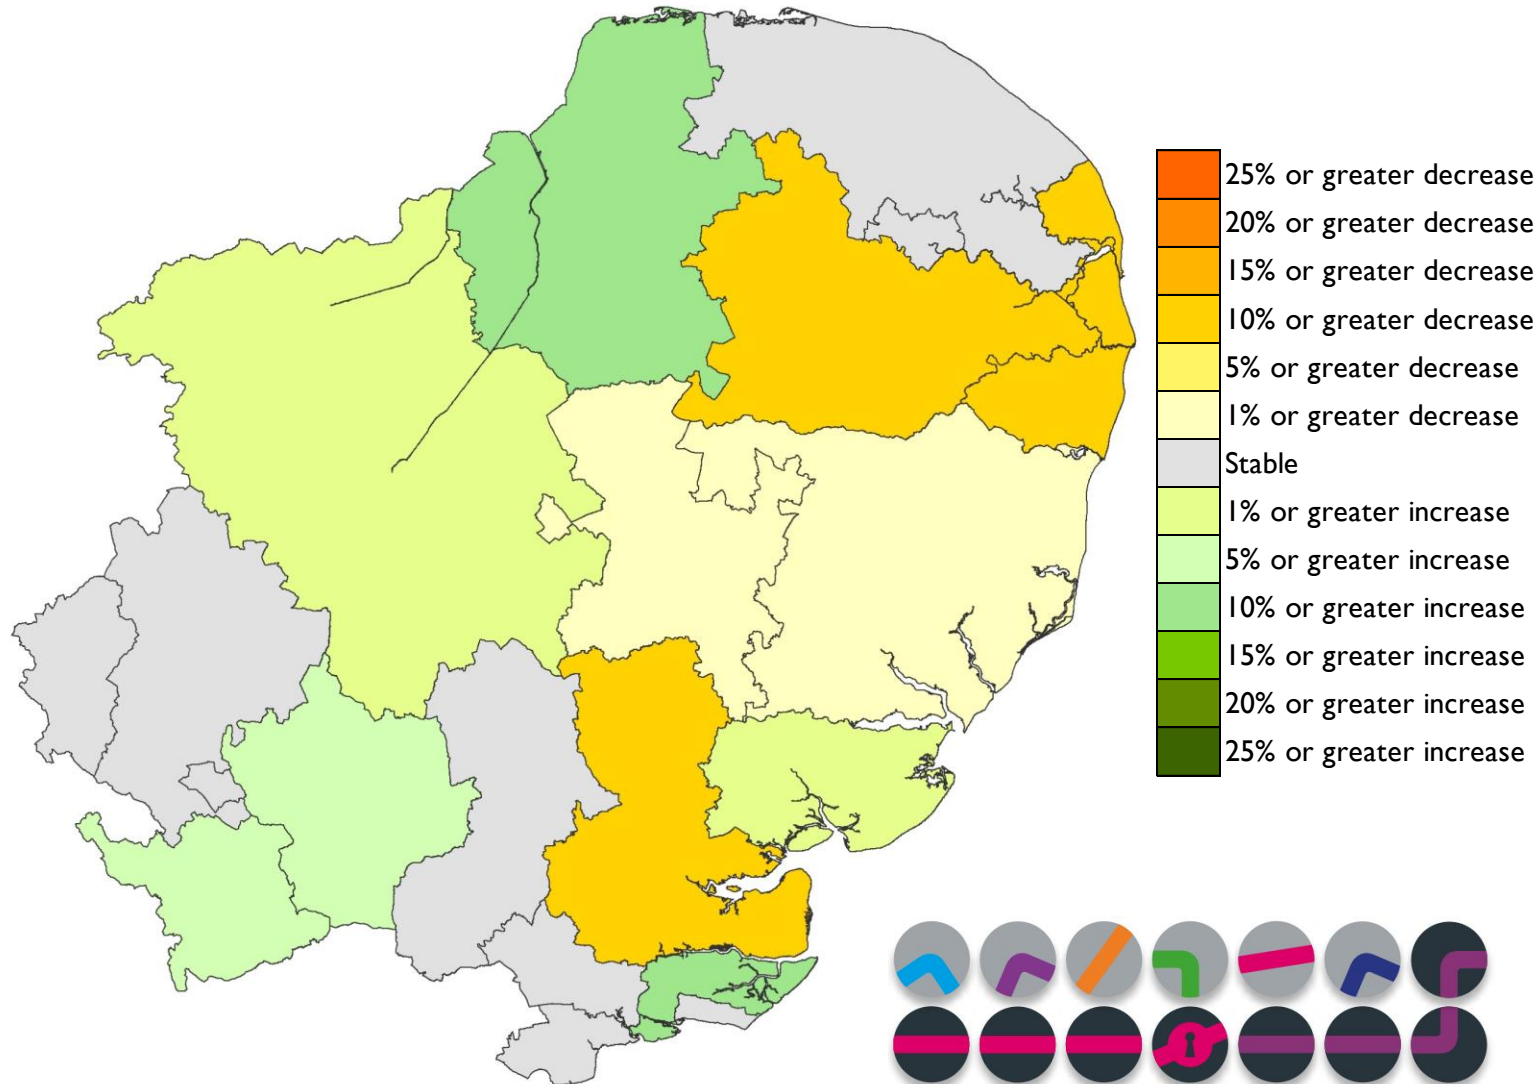 25% or greater decrease
20% or greater decrease
15% or greater decrease
10% or greater decrease
5% or greater decrease
1% or greater decrease
Stable
1% or greater increase
5% or greater increase
10% or greater increase
15% or greater increase
20% or greater increase
25% or greater increase